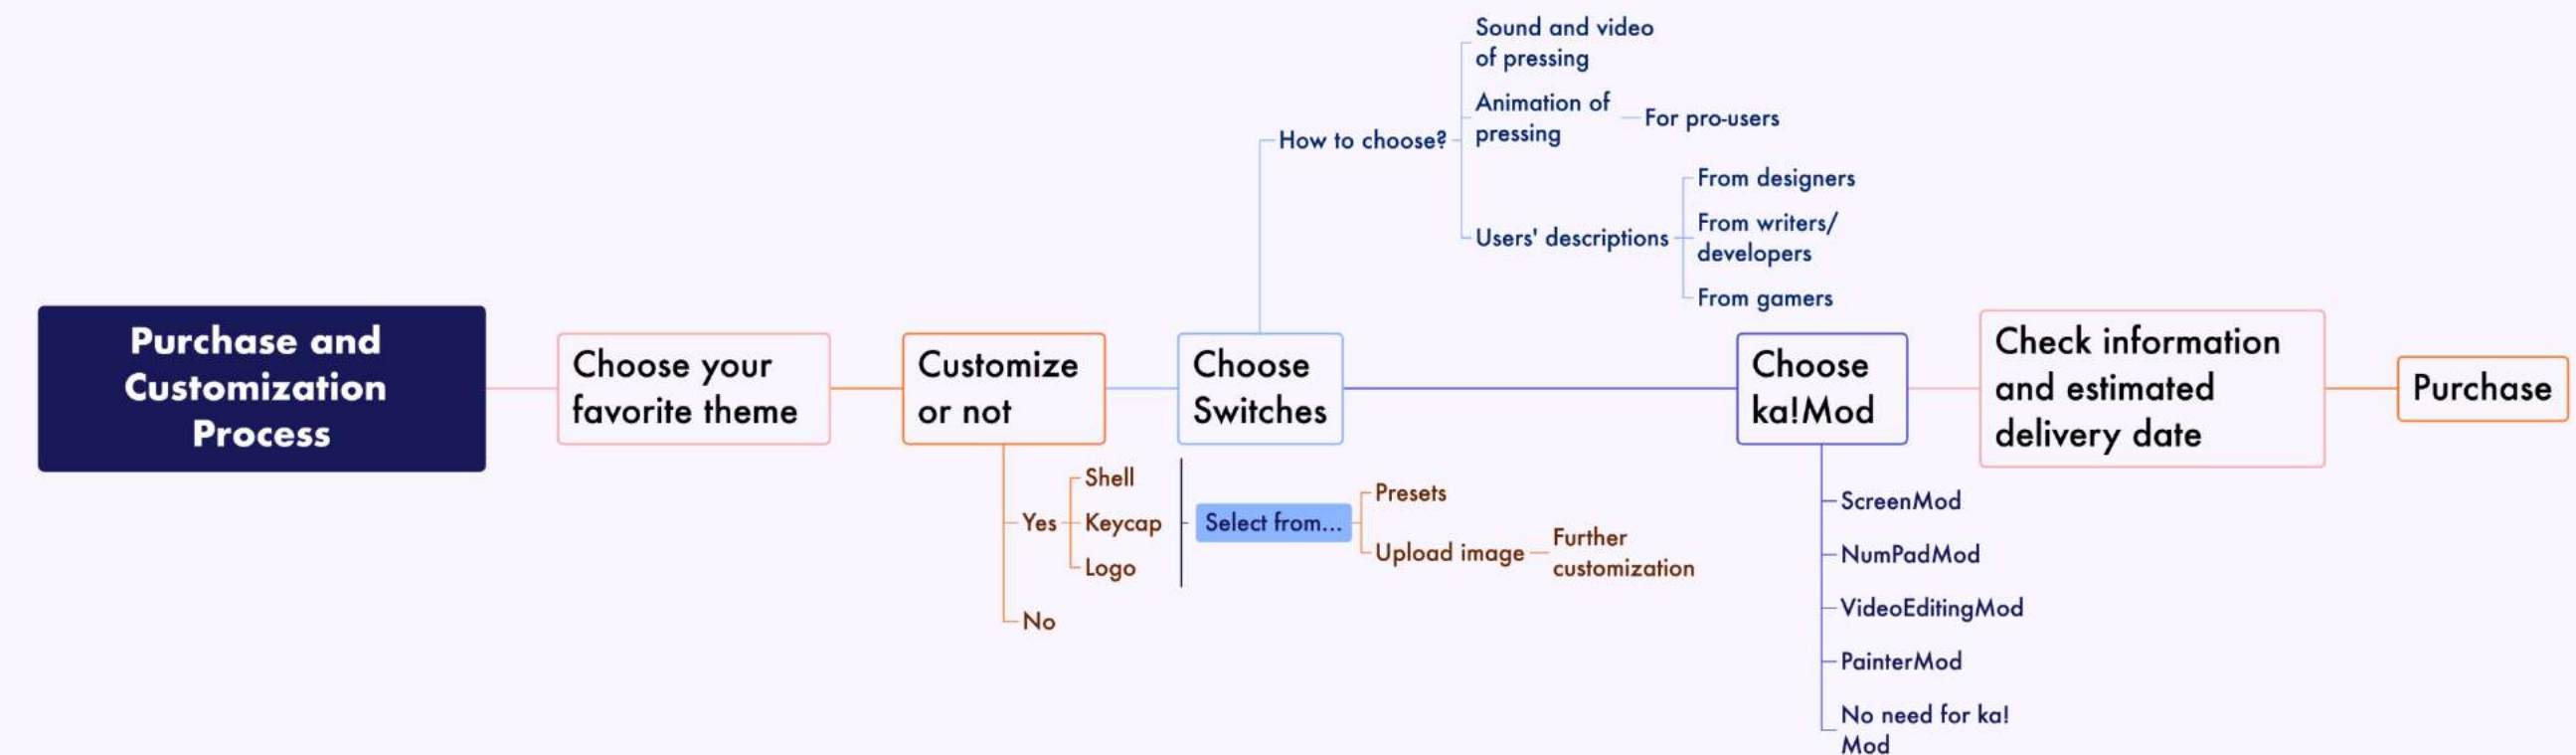 Purchase and
Customization
Process
Choose your
favorite theme
Customize
or not
Yes
Shell
Keycap
Logo
Select from...
Presets
Upload image
Further
customization
No
Choose
Switches
How to choose?
Sound and video
of pressing
Animation of
pressing
For pro-users
Users' descriptions
From designers
From writers/
developers
From gamers
Choose
ka!Mod
ScreenMod
NumPadMod
VideoEditingMod
PainterMod
No need for ka!
Mod
Check information
and estimated
delivery date
Purchase